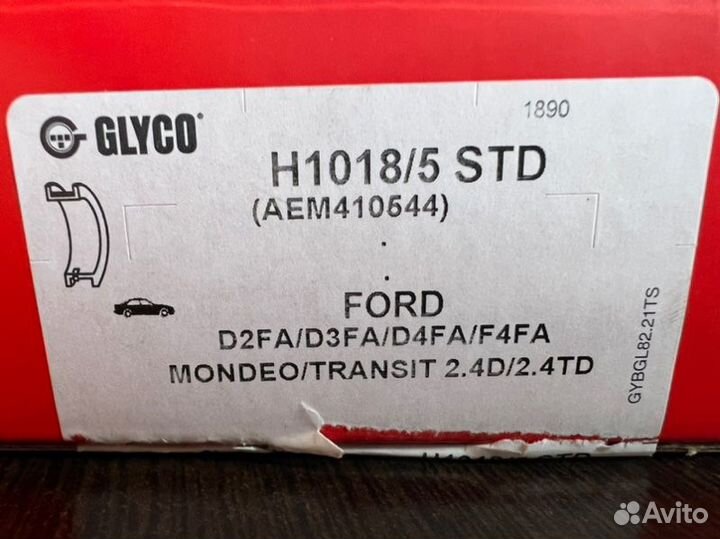 GLYCO
1890
H1018/5 STD
(AEM410544)
FORD
D2FA/D3FA/D4FA/F4FA
MONDEO/TRANSIT 2.4D/2.4TD
GYBGL82.21TS
Avito